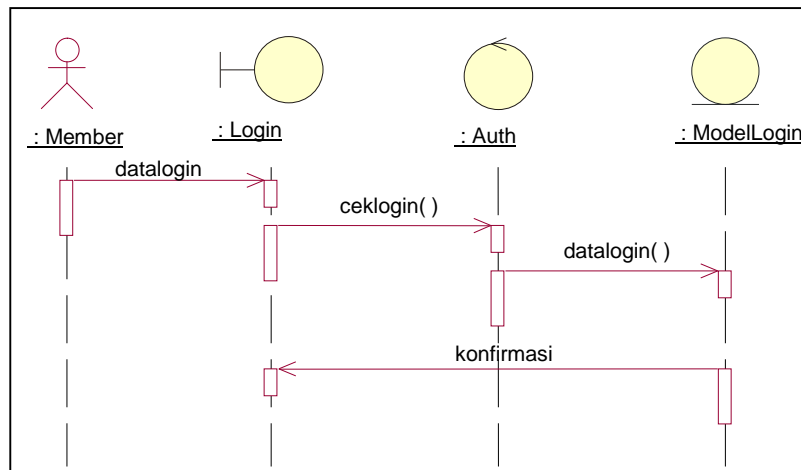 : Member
: Login
: Auth
: ModelLogin
datalogin
ceklogin( )
datalogin( )
konfirmasi